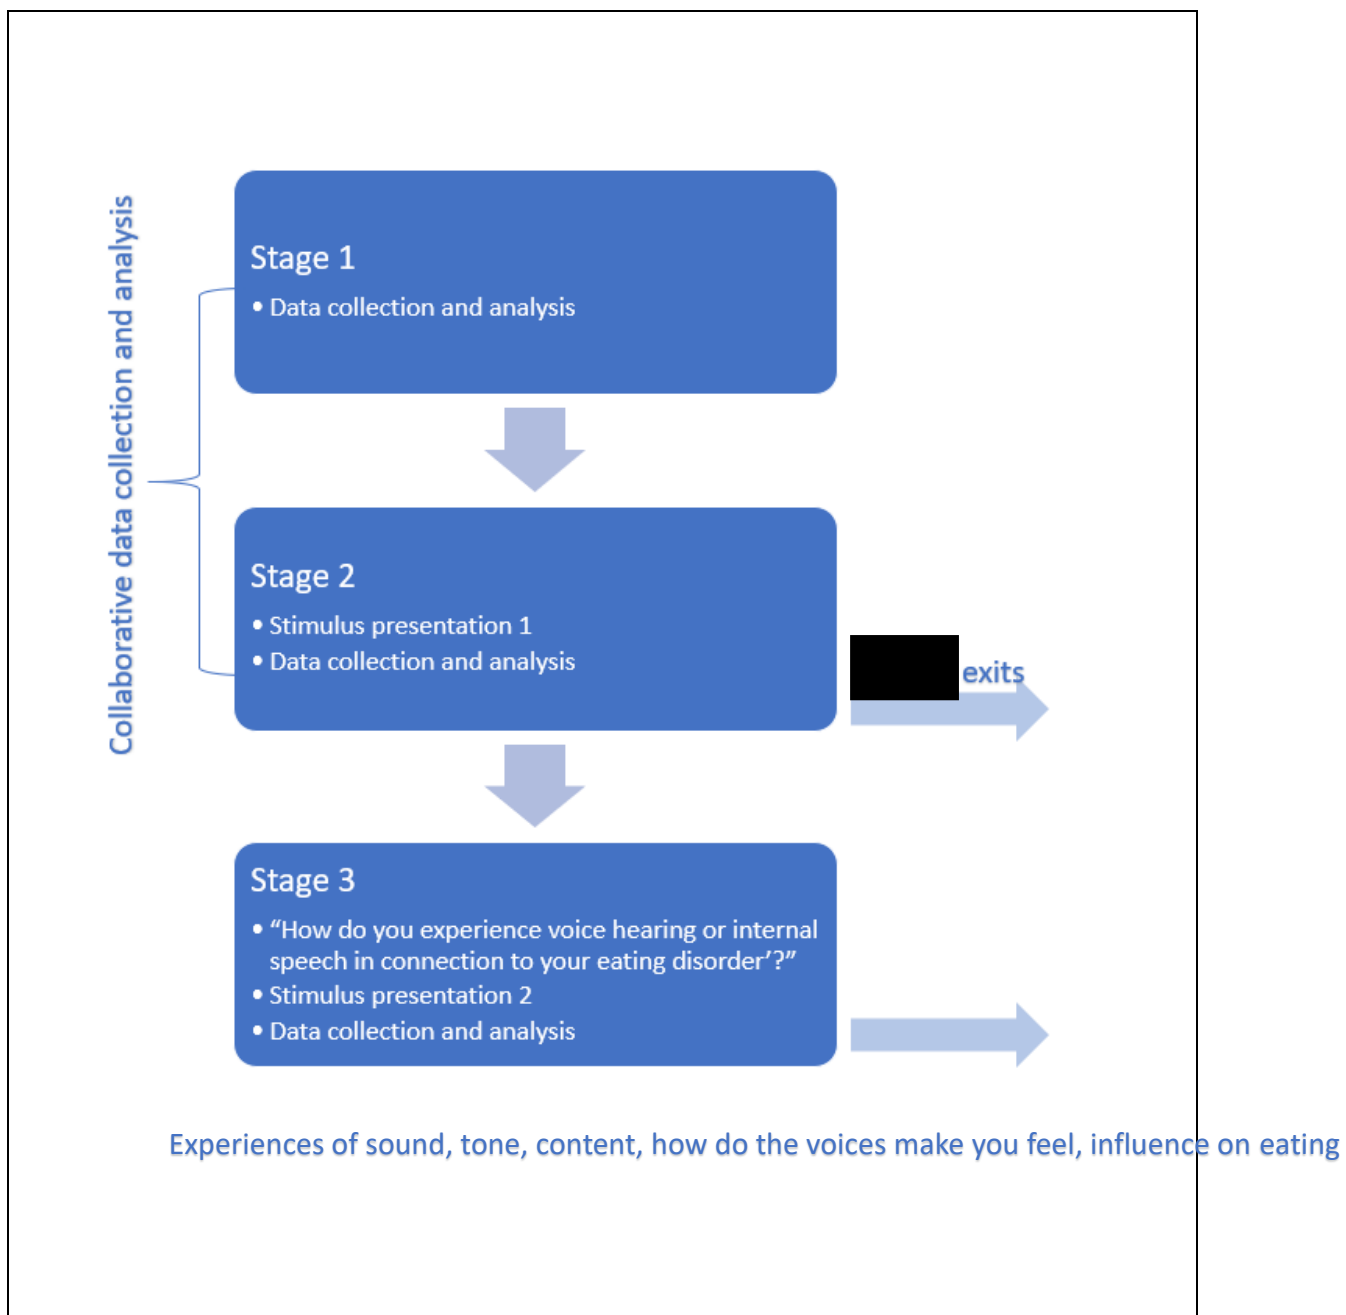 Collaborative data collection and analysis
Stage 1
• Data collection and analysis
Stage 2
• Stimulus presentation 1
• Data collection and analysis
exits
Stage 3
• “How do you experience voice hearing or internal
speech in connection to your eating disorder’?”
• Stimulus presentation 2
• Data collection and analysis
Experiences of sound, tone, content, how do the voices make you feel, influence on eating